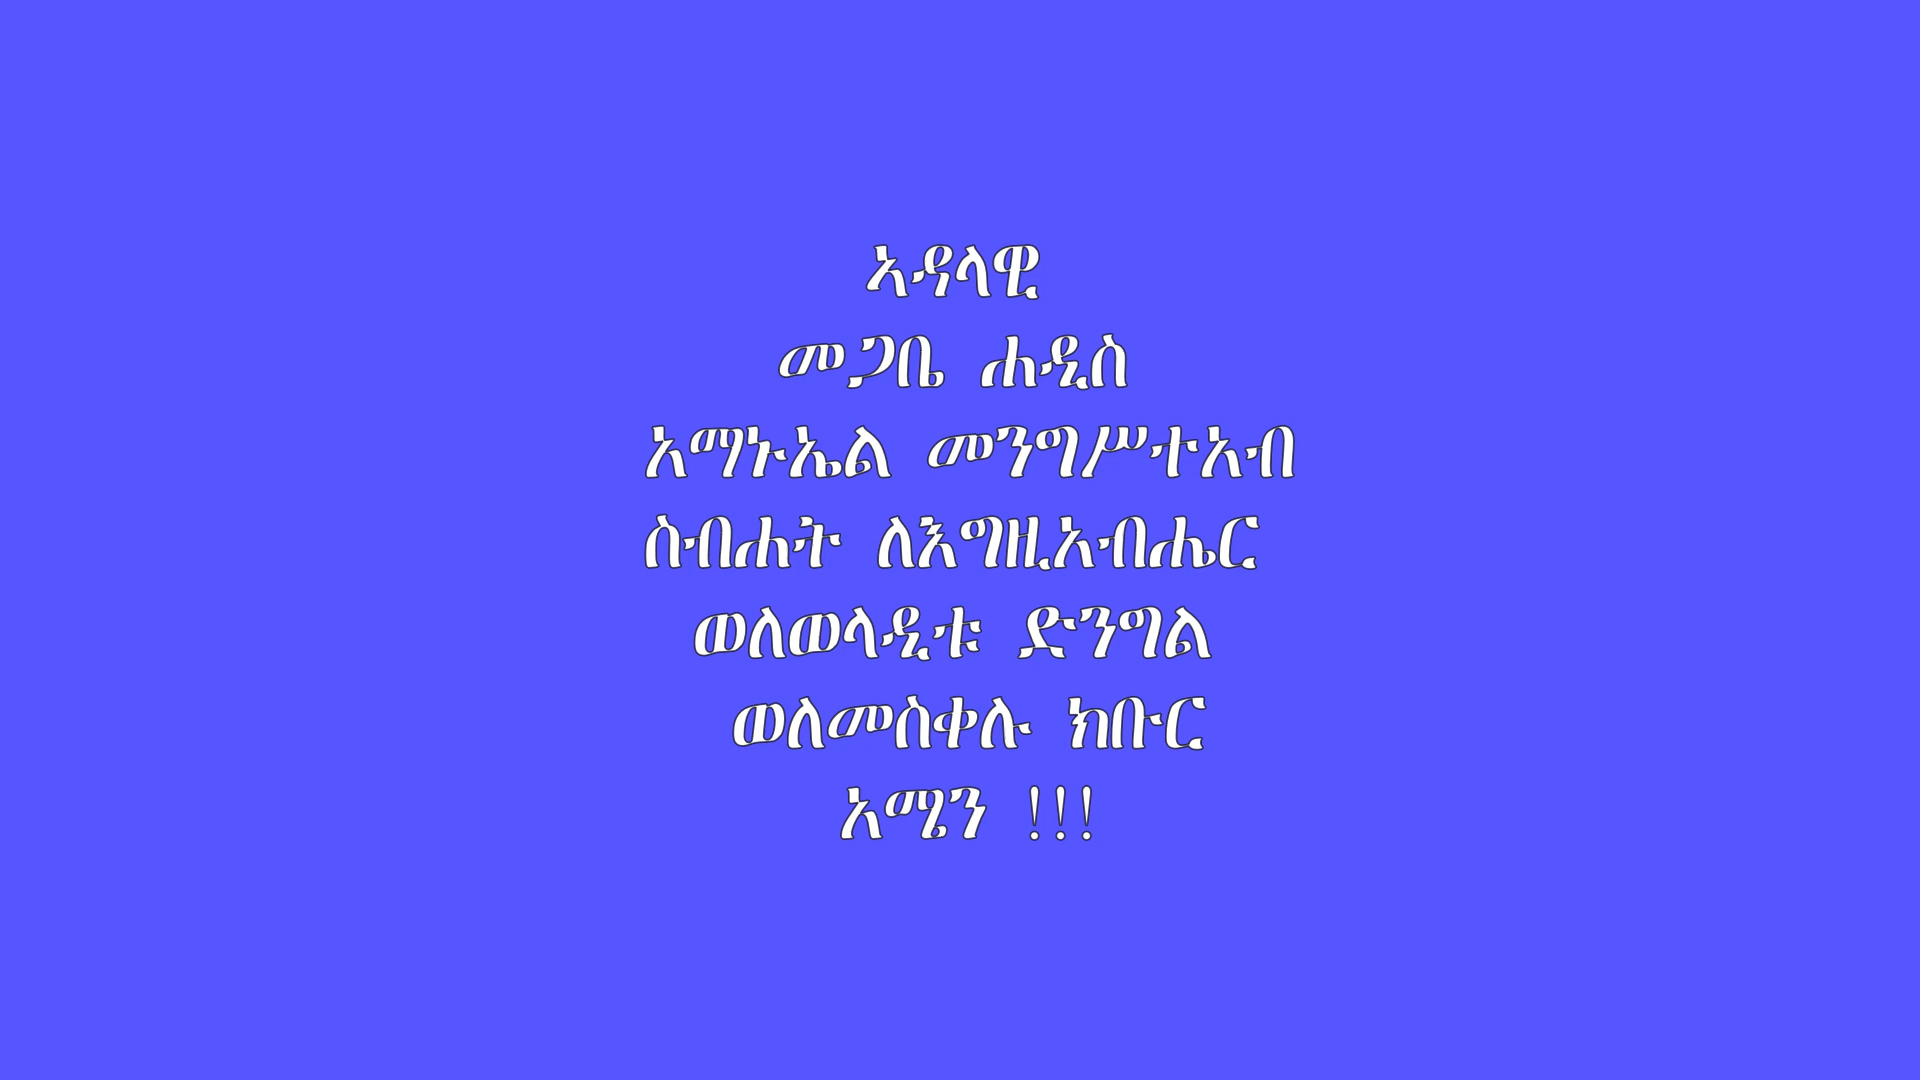 ኣዳላዊ
መጋቤ ሐዲስ
አማኑኤል መንግሥተአብ
ስብሐት ለእግዚአብሔር
ወለወላዲቱ ድንግል
ወለመስቀሉ ክቡር
አሜን !!!